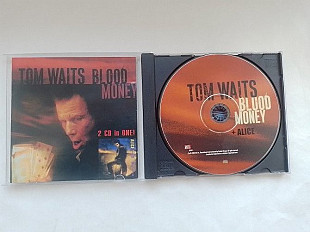 TOM WAITS BLOOD
MONEY
2 CD in ONE!
TOM WAITS
BLOOD
MONEY
+ ALICE